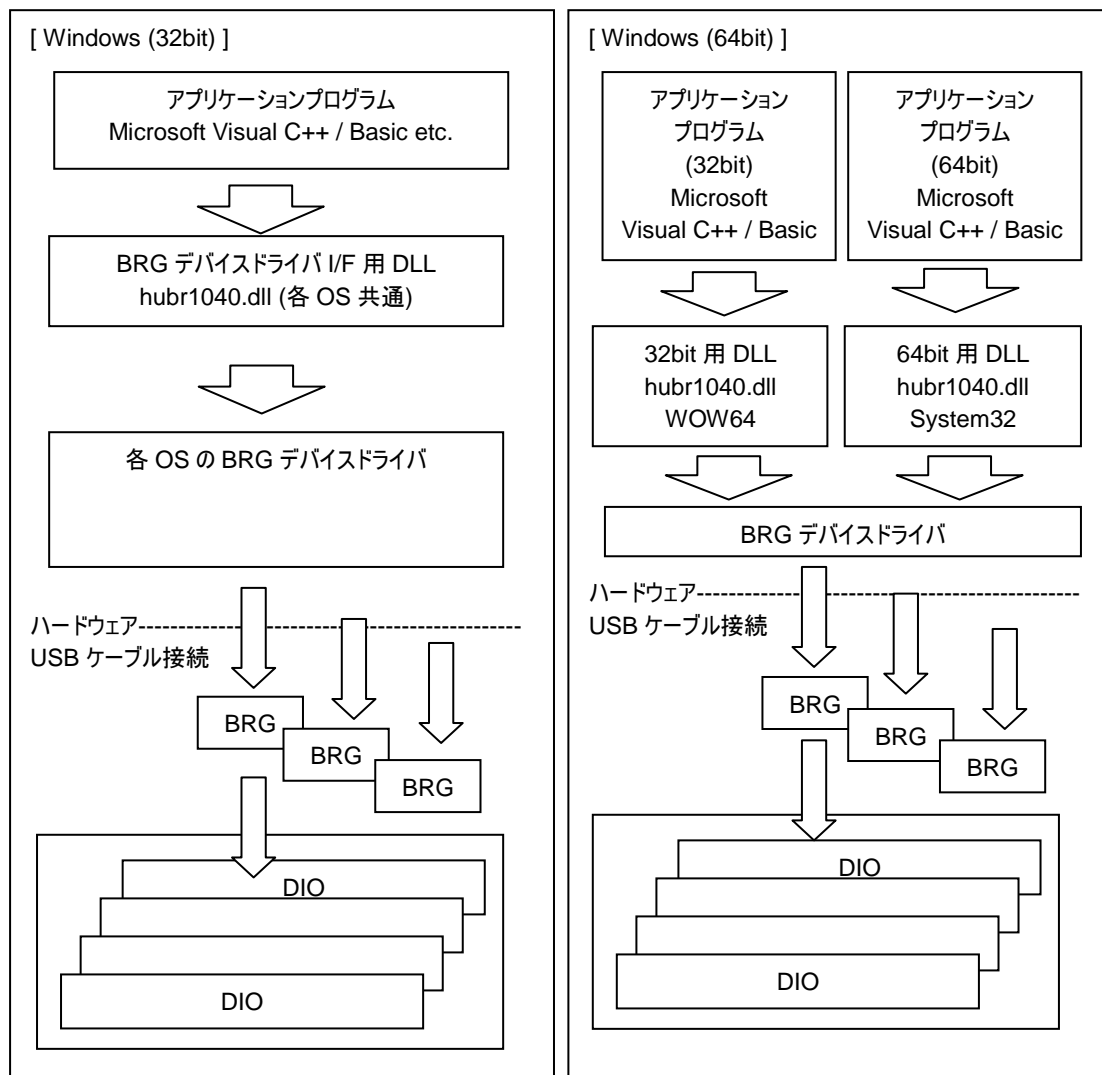 [ Windows (32bit) ]
アプリケーションプログラム
Microsoft Visual C++ / Basic etc.
BRG デバイスドライバ I/F 用 DLL
hubr1040.dll (各 OS 共通)
各 OS の BRG デバイスドライバ
ハードウェア
USB ケーブル接続
BRG
BRG
BRG
DIO
DIO
[ Windows (64bit) ]
アプリケーション
プログラム
(32bit)
Microsoft
Visual C++ / Basic
アプリケーション
プログラム
(64bit)
Microsoft
Visual C++ / Basic
32bit 用 DLL
hubr1040.dll
WOW64
64bit 用 DLL
hubr1040.dll
System32
BRG デバイスドライバ
ハードウェア
USB ケーブル接続
BRG
BRG
BRG
DIO
DIO